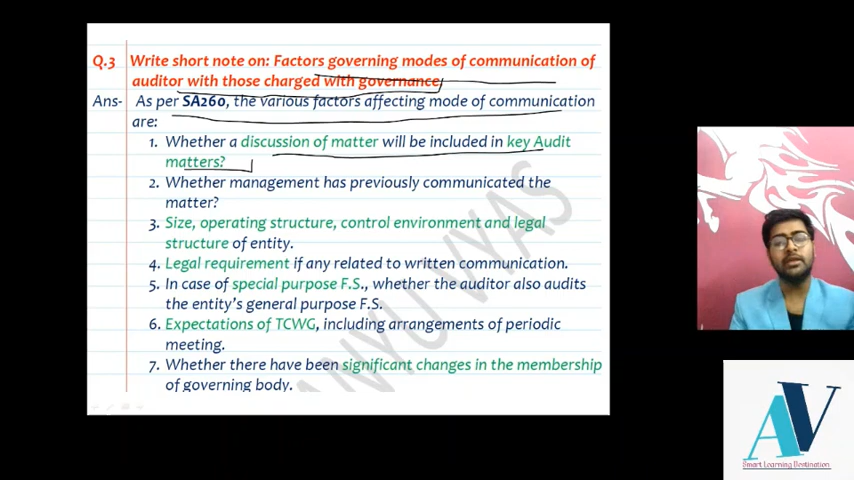 Q.3 Write short note on: Factors governing modes of communication of
auditor with those charged with governance
Ans- As per SA260, the various factors affecting mode of communication
are:
1. Whether a discussion of matter will be included in key Audit
matters?
2. Whether management has previously communicated the
matter?
3. Size, operating structure, control environment and legal
structure of entity.
4. Legal requirement if any related to written communication.
5. In case of special purpose F.S., whether the auditor also audits
the entity's general purpose F.S.
6. Expectations of TCWG, including arrangements of periodic
meeting.
7. Whether there have been significant changes in the membership
of governing body.
ANYU VYAS
AV
Smart Learning Destination